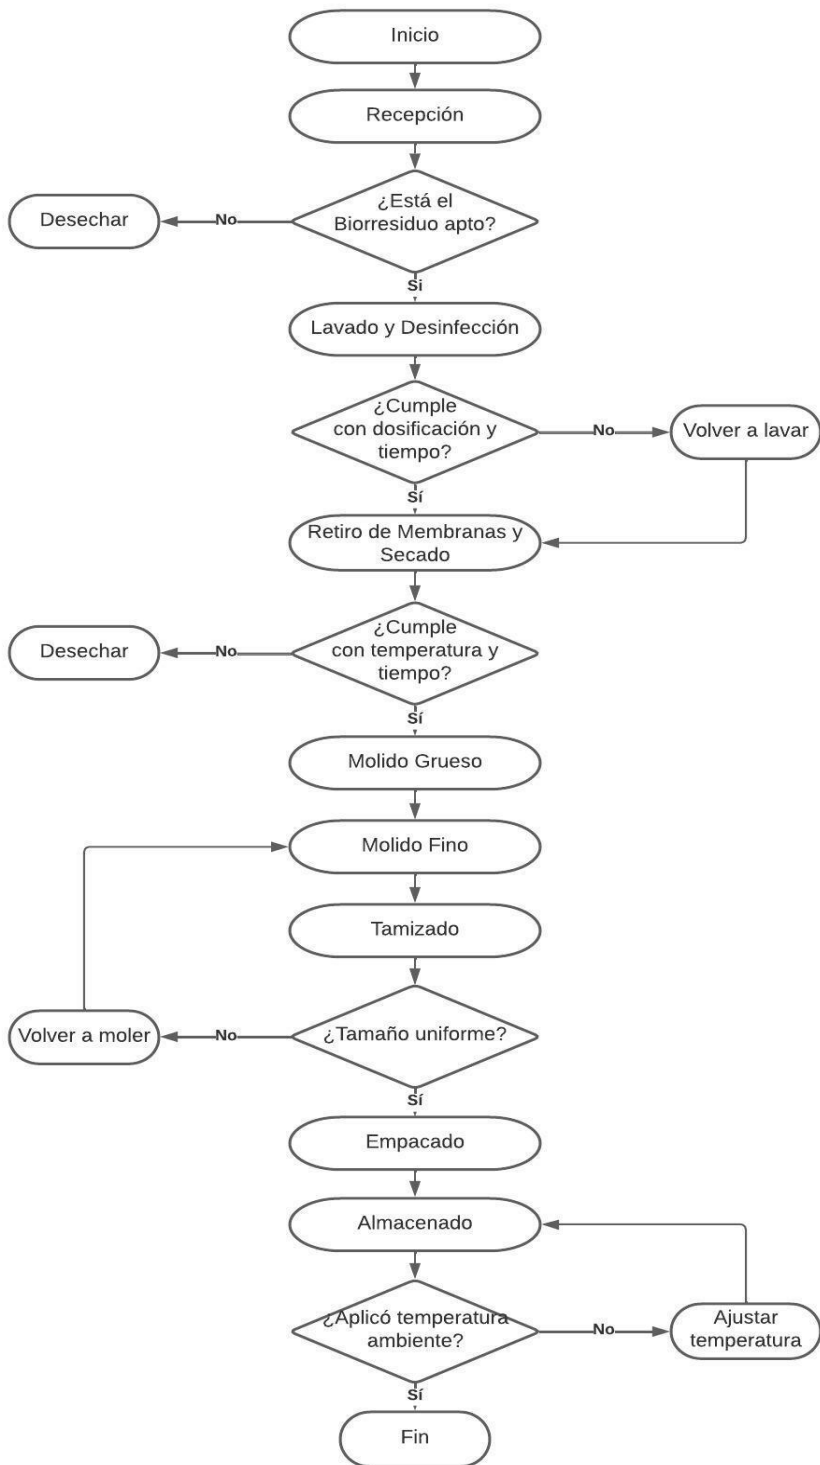 Inicio
Recepción
¿Está el
Biorresiduo apto?
No
Desechar
Si
Lavado y Desinfección
¿Cumple
con dosificación y
tiempo?
No
Volver a lavar
Sí
Retiro de Membranas y
Secado
¿Cumple
con temperatura y
tiempo?
No
Desechar
Sí
Molido Grueso
Molido Fino
Tamizado
¿Tamaño uniforme?
No
Volver a moler
Sí
Empacado
Almacenado
¿Aplicó temperatura
ambiente?
No
Ajustar
temperatura
Sí
Fin